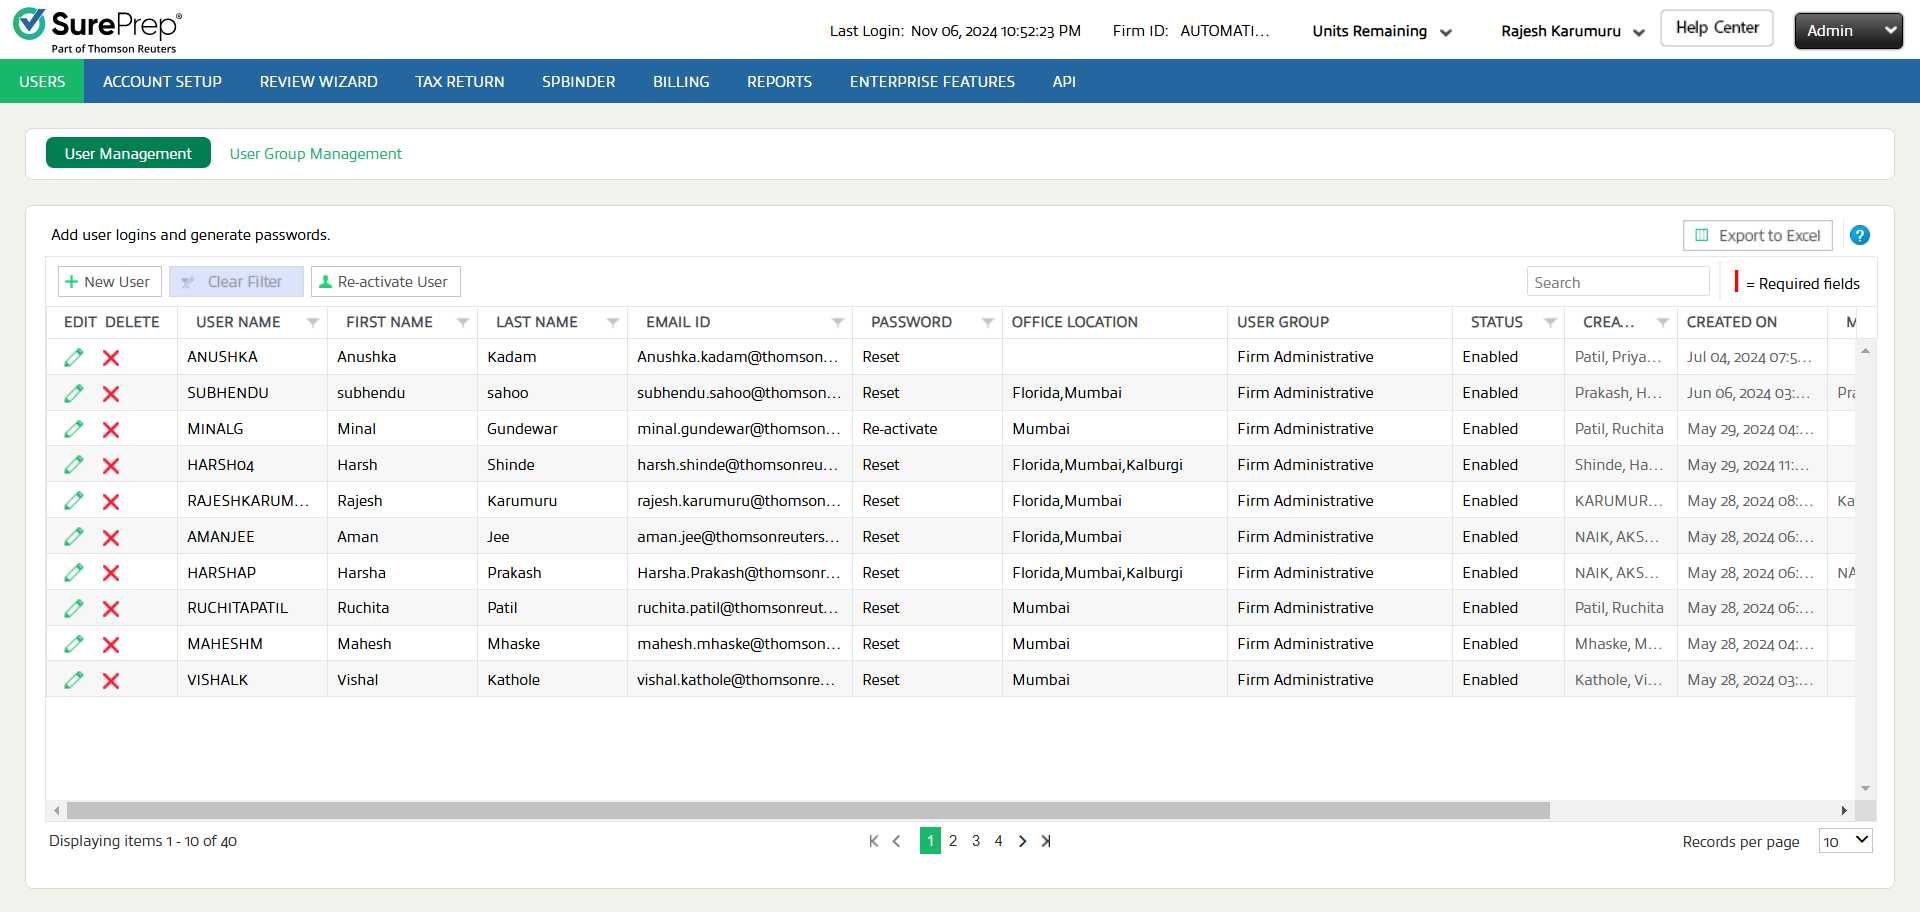 SurePrep®
Part of Thomson Reuters
Last Login: Nov 06, 2024 10:52:23 PM Firm ID: AUTOMATI... Units Remaining Rajesh Karumuru Help Center Admin
USERS ACCOUNT SETUP REVIEW WIZARD TAX RETURN SPBINDER BILLING REPORTS ENTERPRISE FEATURES API
User Management User Group Management
Add user logins and generate passwords. Export to Excel ?
New User Clear Filter Re-activate User Search = Required fields
EDIT DELETE USER NAME FIRST NAME LAST NAME EMAIL ID PASSWORD OFFICE LOCATION USER GROUP STATUS CREA... CREATED ON M
ANUSHKA Anushka Kadam Anushka.kadam@thomson... Reset Firm Administrative Enabled Patil, Priya... Jul 04, 2024 07:5...
SUBHENDU subhendu sahoo subhendu.sahoo@thomson... Reset Florida,Mumbai Firm Administrative Enabled Prakash, H... Jun 06, 2024 03:... Pra
MINALG Minal Gundewar minal.gundewar@thomson... Re-activate Mumbai Firm Administrative Enabled Patil, Ruchita May 29, 2024 04:...
HARSH04 Harsh Shinde harsh.shinde@thomsonreu... Reset Florida,Mumbai,Kalburgi Firm Administrative Enabled Shinde, Ha... May 29, 2024 11:...
RAJESHKARUM... Rajesh Karumuru rajesh.karumuru@thomson... Reset Florida,Mumbai Firm Administrative Enabled KARUMUR... May 28, 2024 08:... Ka
AMANJEE Aman Jee aman.jee@thomsonreuters... Reset Florida,Mumbai Firm Administrative Enabled NAIK, AKS... May 28, 2024 06:...
HARSHAP Harsha Prakash Harsha.Prakash@thomsonr... Reset Florida,Mumbai,Kalburgi Firm Administrative Enabled NAIK, AKS... May 28, 2024 06:... NA
RUCHITAPATIL Ruchita Patil ruchita.patil@thomsonreut... Reset Mumbai Firm Administrative Enabled Patil, Ruchita May 28, 2024 06:...
MAHESHM Mahesh Mhaske mahesh.mhaske@thomson... Reset Mumbai Firm Administrative Enabled Mhaske, M... May 28, 2024 04:...
VISHALK Vishal Kathole vishal.kathole@thomsonre... Reset Mumbai Firm Administrative Enabled Kathole, Vi... May 28, 2024 03:...
Displaying items 1 - 10 of 40 1 2 3 4 Records per page 10